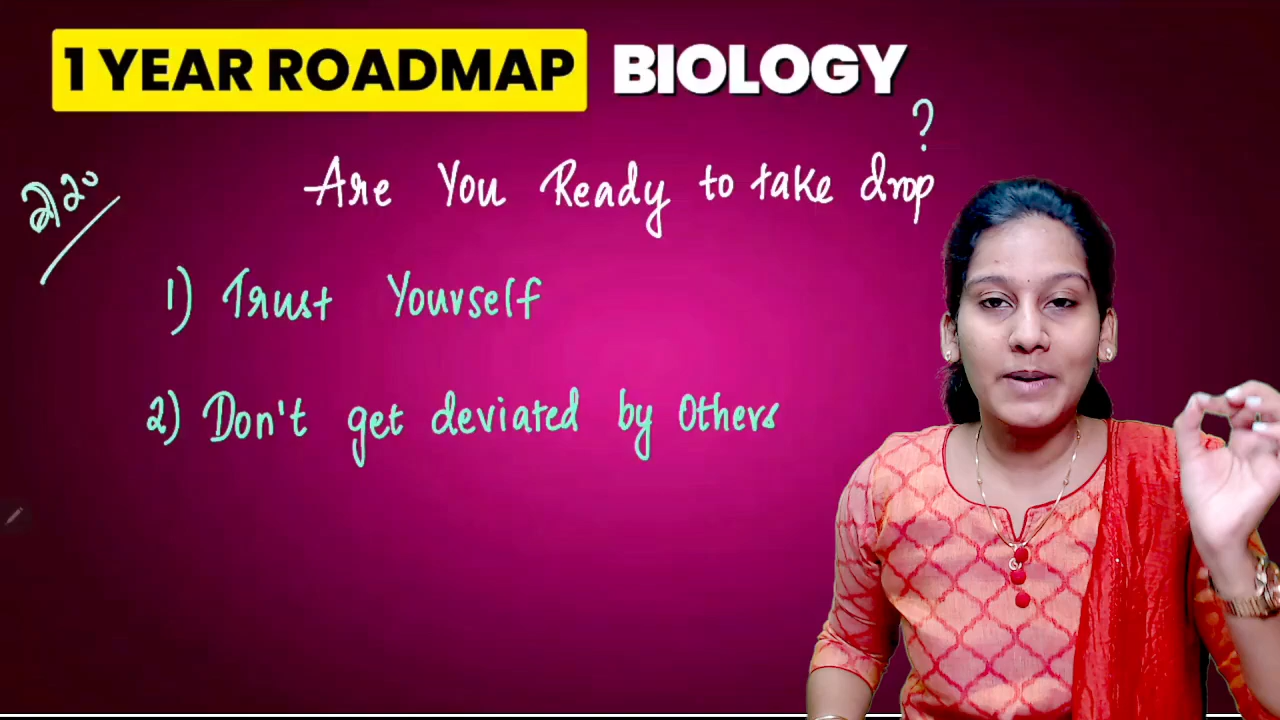 1 YEAR ROADMAP BIOLOGY
Are You Ready to take drop?
1) Trust Yourself
2) Don't get deviated by Others